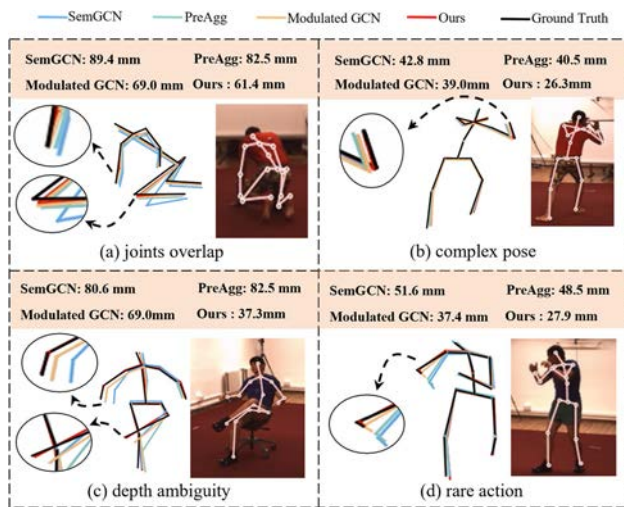 SemGCN PreAgg Modulated GCN Ours Ground Truth
SemGCN: 89.4 mm PreAgg: 82.5 mm
Modulated GCN: 69.0 mm Ours : 61.4 mm
(a) joints overlap
SemGCN: 42.8 mm PreAgg: 40.5 mm
Modulated GCN: 39.0mm Ours : 26.3mm
(b) complex pose
SemGCN: 80.6 mm PreAgg: 82.5 mm
Modulated GCN: 69.0mm Ours : 37.3mm
(c) depth ambiguity
SemGCN: 51.6 mm PreAgg: 48.5 mm
Modulated GCN: 37.4 mm Ours : 27.9 mm
(d) rare action